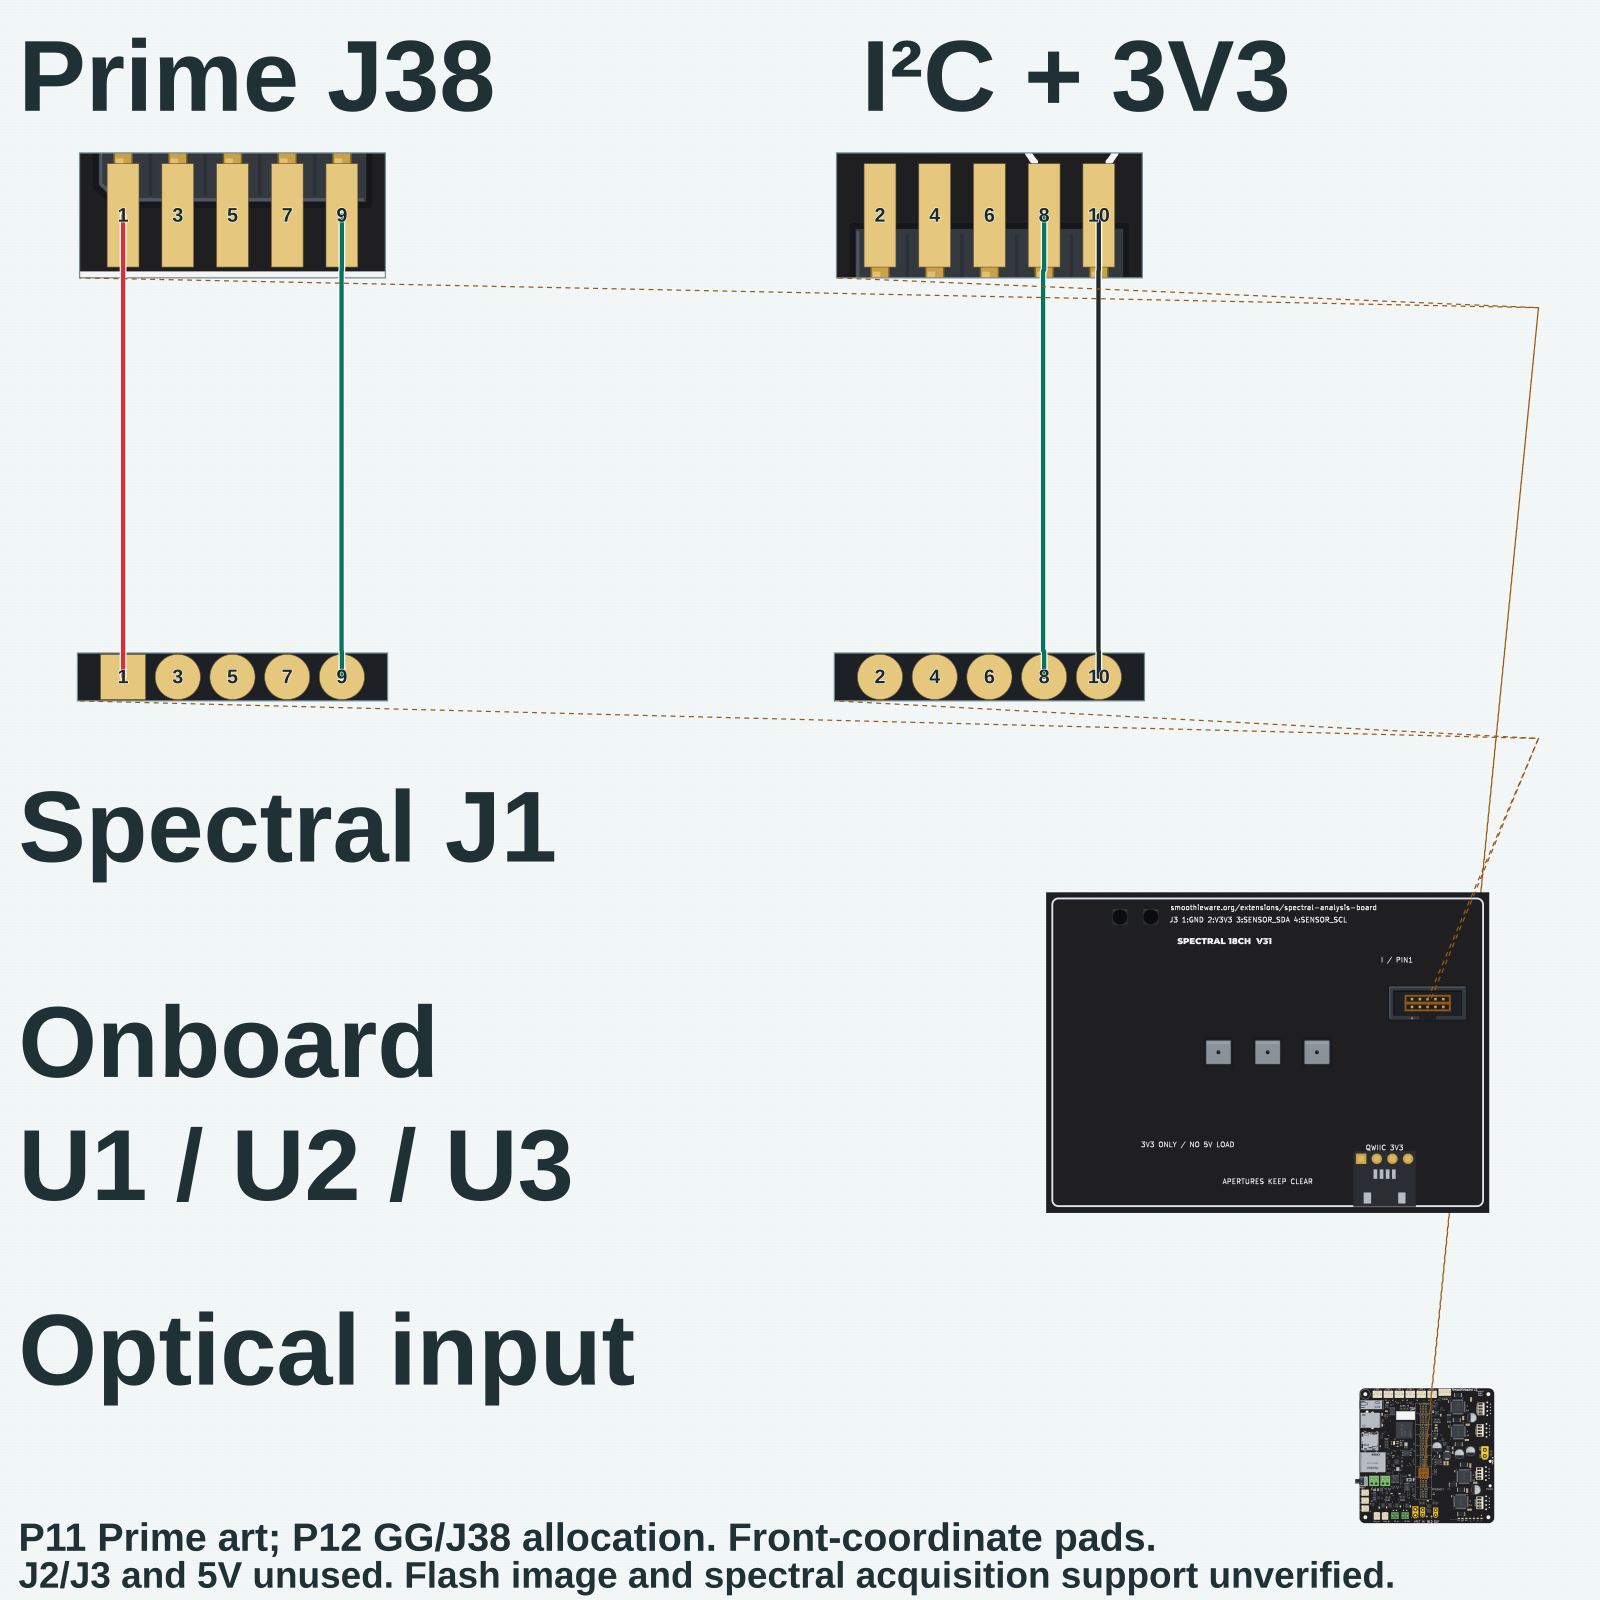 Prime J38
I²C + 3V3
1 3 5 7 9
2 4 6 8 10
1 3 5 7 9
2 4 6 8 10
Spectral J1
smoothieware.org/extensions/spectral-analysis-board
J3 1:GND 2:V3V3 3:SENSOR_SDA 4:SENSOR_SCL
SPECTRAL 18CH V31
I / PIN1
Onboard
U1 / U2 / U3
3V3 ONLY / NO 5V LOAD
QWIIC 3V3
APERTURES KEEP CLEAR
Optical input
P11 Prime art; P12 GG/J38 allocation. Front-coordinate pads.
J2/J3 and 5V unused. Flash image and spectral acquisition support unverified.